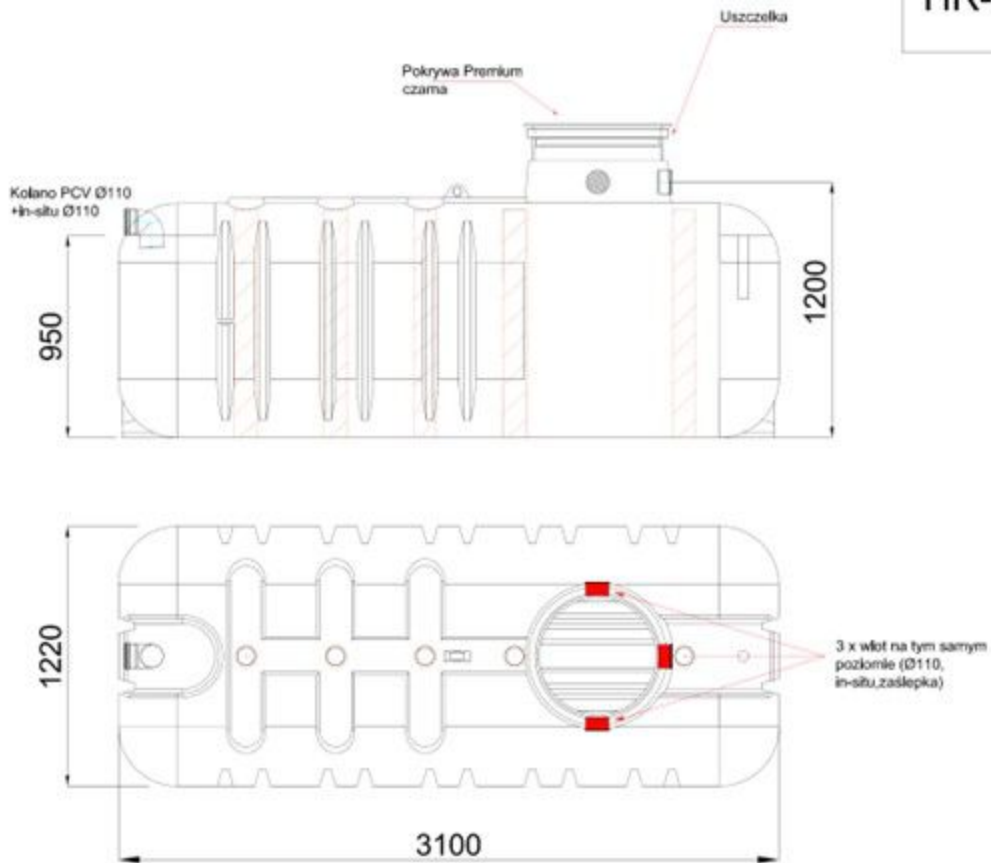 Uszczelka
Pokrywa Premium
czarna
Kolano PCV Ø110
+in-situ Ø110
950
1200
1220
3 x wlot na tym samym
poziomie (Ø110,
in-situ,zaślepka)
3100